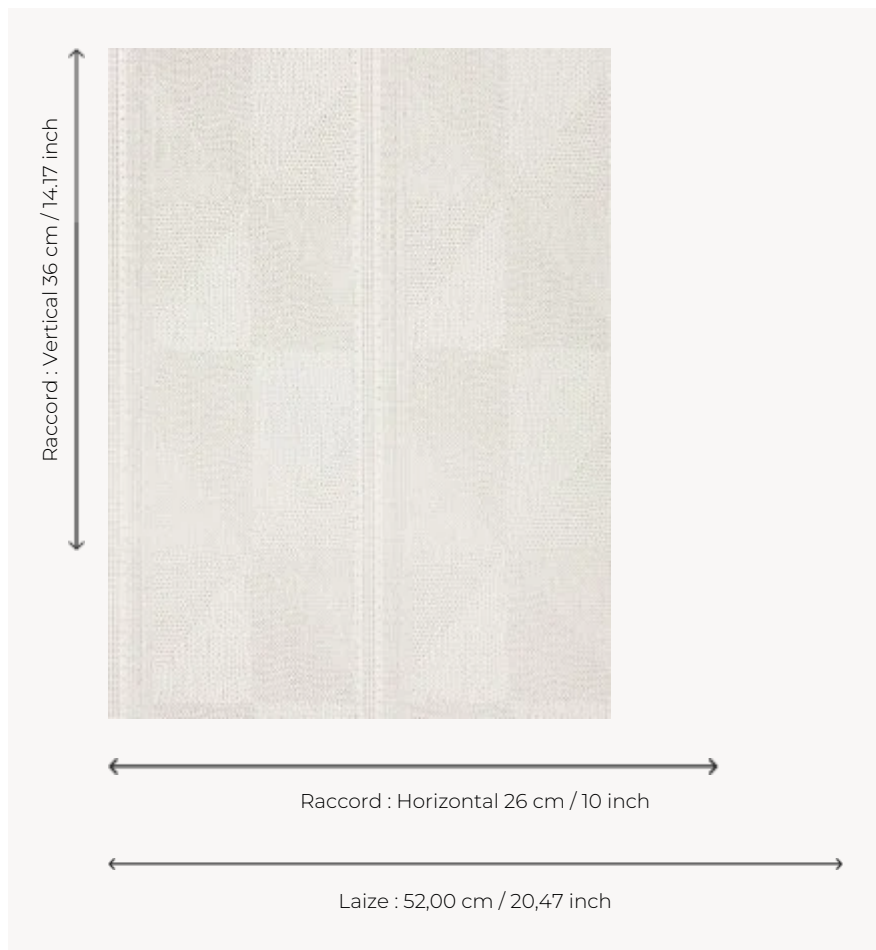 Raccord : Vertical 36 cm / 14.17 inch
Raccord : Horizontal 26 cm / 10 inch
Laize : 52,00 cm / 20,47 inch